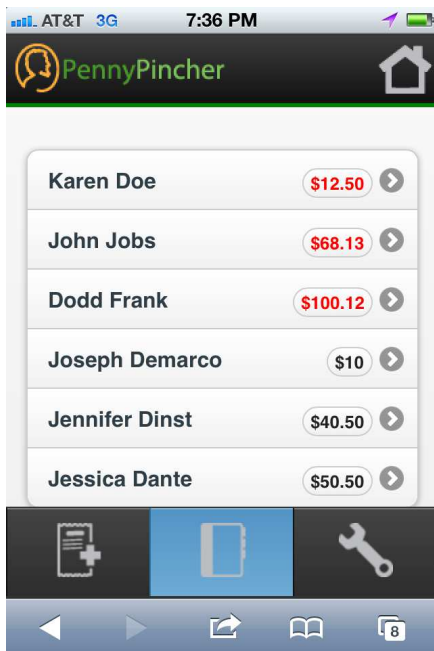 AT&T 3G 7:36 PM
PennyPincher
Karen Doe $12.50
John Jobs $68.13
Dodd Frank $100.12
Joseph Demarco $10
Jennifer Dinst $40.50
Jessica Dante $50.50
8